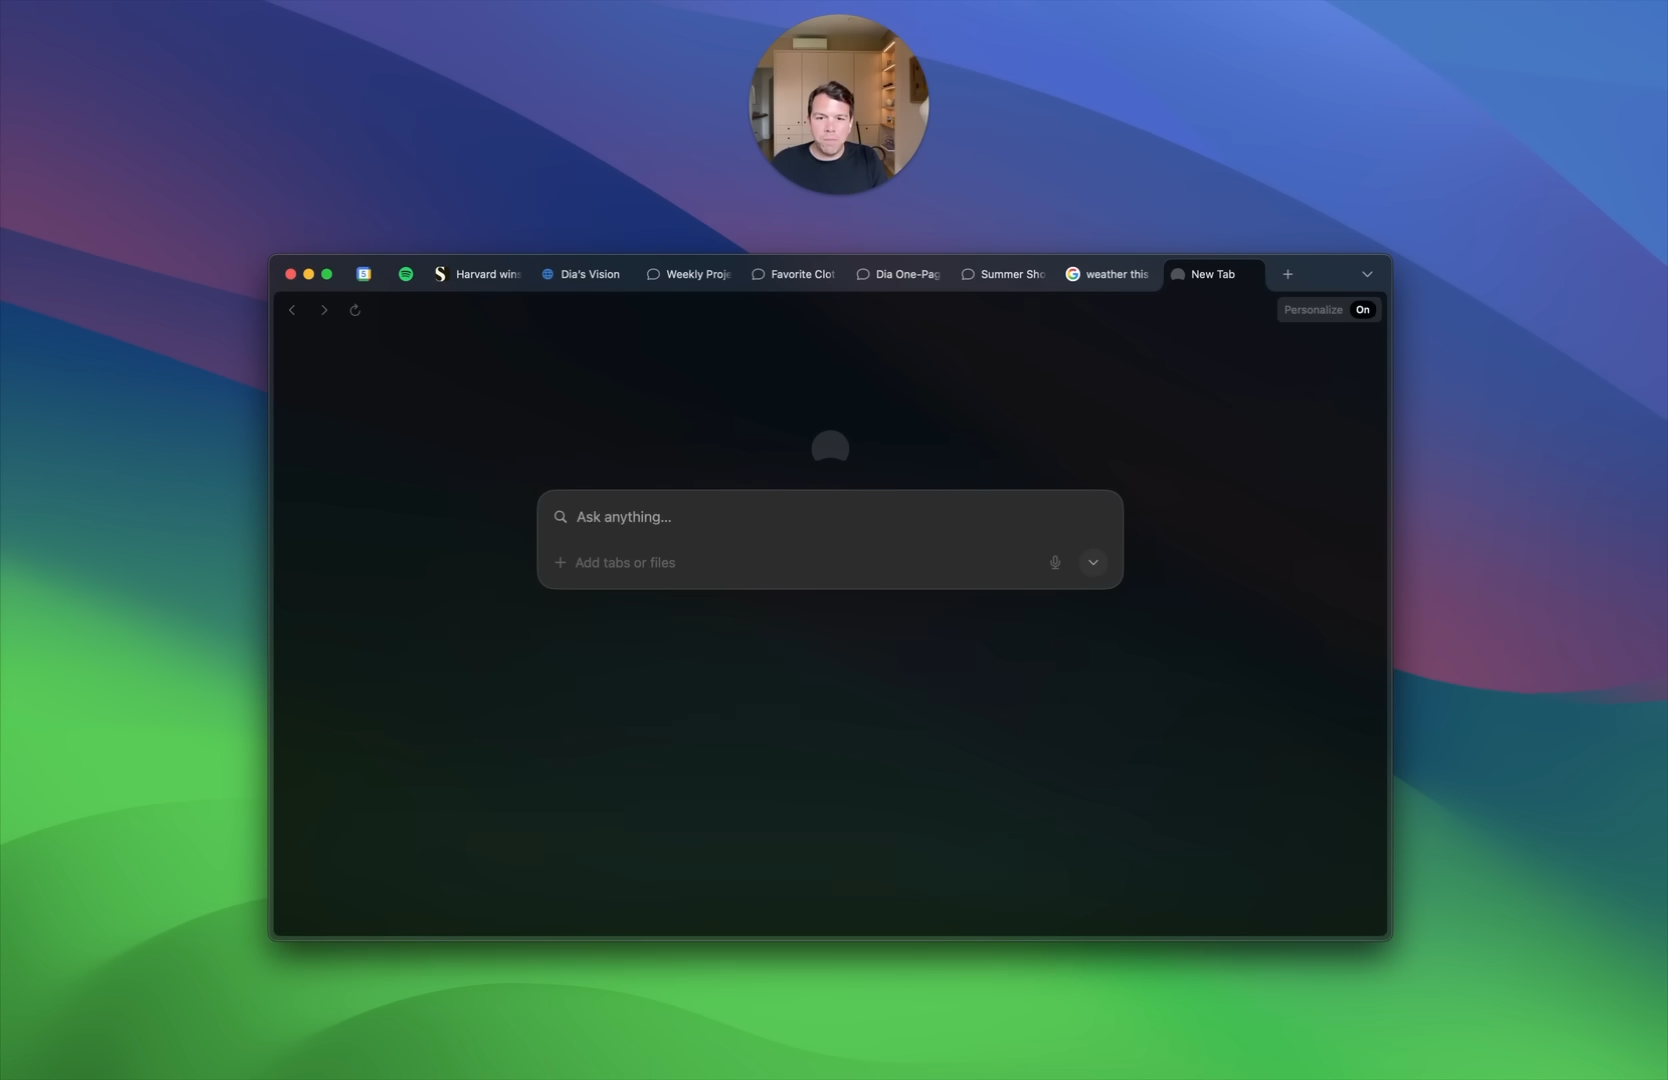 S Harvard wins Dia's Vision Weekly Proje Favorite Clot Dia One-Pag Summer Sho weather this New Tab
Personalize On
Ask anything...
Add tabs or files